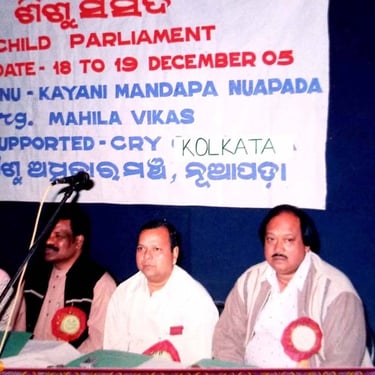 ଶିଶୁ ସଂସଦ
CHILD PARLIAMENT
DATE - 18 TO 19 DECEMBER 05
NU - KAYANI MANDAPA NUAPADA
rg. MAHILA VIKAS
SUPPORTED - CRY KOLKATA
ଶିଶୁ ଅଧିକାର ମଞ୍ଚ, ନୂଆପଡ଼ା